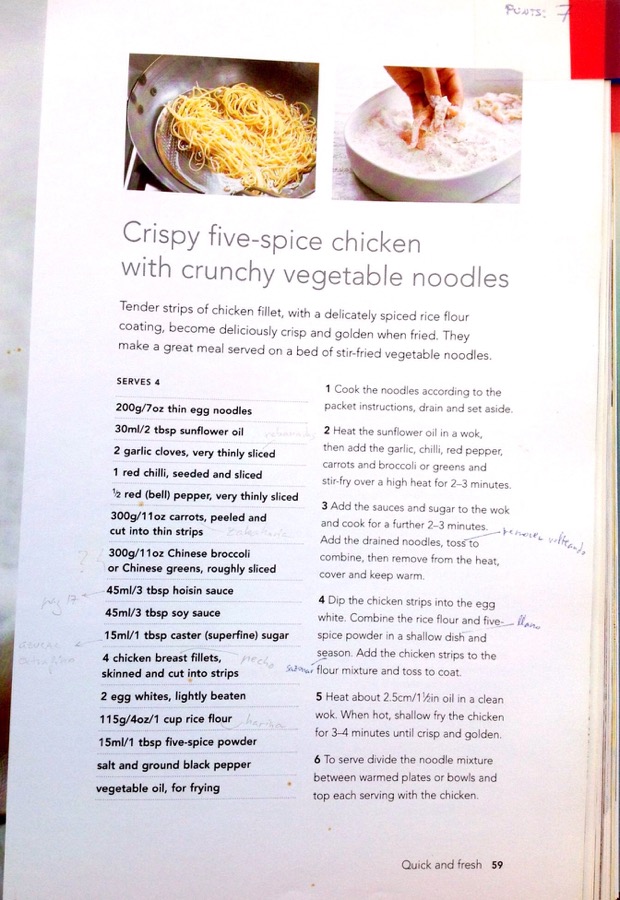 PUNTS: 7
Crispy five-spice chicken
with crunchy vegetable noodles
Tender strips of chicken fillet, with a delicately spiced rice flour
coating, become deliciously crisp and golden when fried. They
make a great meal served on a bed of stir-fried vegetable noodles.
SERVES 4
200g/7oz thin egg noodles
30ml/2 tbsp sunflower oil
2 garlic cloves, very thinly sliced
1 red chilli, seeded and sliced
½ red (bell) pepper, very thinly sliced
300g/11oz carrots, peeled and
cut into thin strips
?
300g/11oz Chinese broccoli
or Chinese greens, roughly sliced
45ml/3 tbsp hoisin sauce
45ml/3 tbsp soy sauce
15ml/1 tbsp caster (superfine) sugar
4 chicken breast fillets,
skinned and cut into strips
pecho
2 egg whites, lightly beaten
115g/4oz/1 cup rice flour
harina
15ml/1 tbsp five-spice powder
salt and ground black pepper
vegetable oil, for frying
1 Cook the noodles according to the
packet instructions, drain and set aside.
2 Heat the sunflower oil in a wok,
then add the garlic, chilli, red pepper,
carrots and broccoli or greens and
stir-fry over a high heat for 2–3 minutes.
3 Add the sauces and sugar to the wok
and cook for a further 2–3 minutes.
Add the drained noodles, toss to
remover volteando
combine, then remove from the heat,
cover and keep warm.
4 Dip the chicken strips into the egg
white. Combine the rice flour and five-
llano
spice powder in a shallow dish and
season. Add the chicken strips to the
sazonar
flour mixture and toss to coat.
5 Heat about 2.5cm/1½in oil in a clean
wok. When hot, shallow fry the chicken
for 3–4 minutes until crisp and golden.
6 To serve divide the noodle mixture
between warmed plates or bowls and
top each serving with the chicken.
Quick and fresh 59